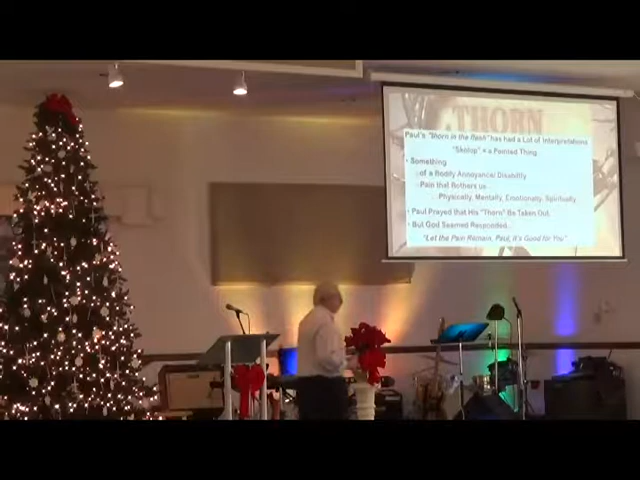 THORN
Paul's "thorn in the flesh" has had a Lot of Interpretations
"Skolop" = a Pointed Thing
• Something
of a Bodily Annoyance/ Disability
Pain that Bothers us...
Physically, Mentally, Emotionally, Spiritually
• Paul Prayed that His "Thorn" Be Taken Out
• But God Seemed Responded...
"Let the Pain Remain, Paul, It's Good for You"